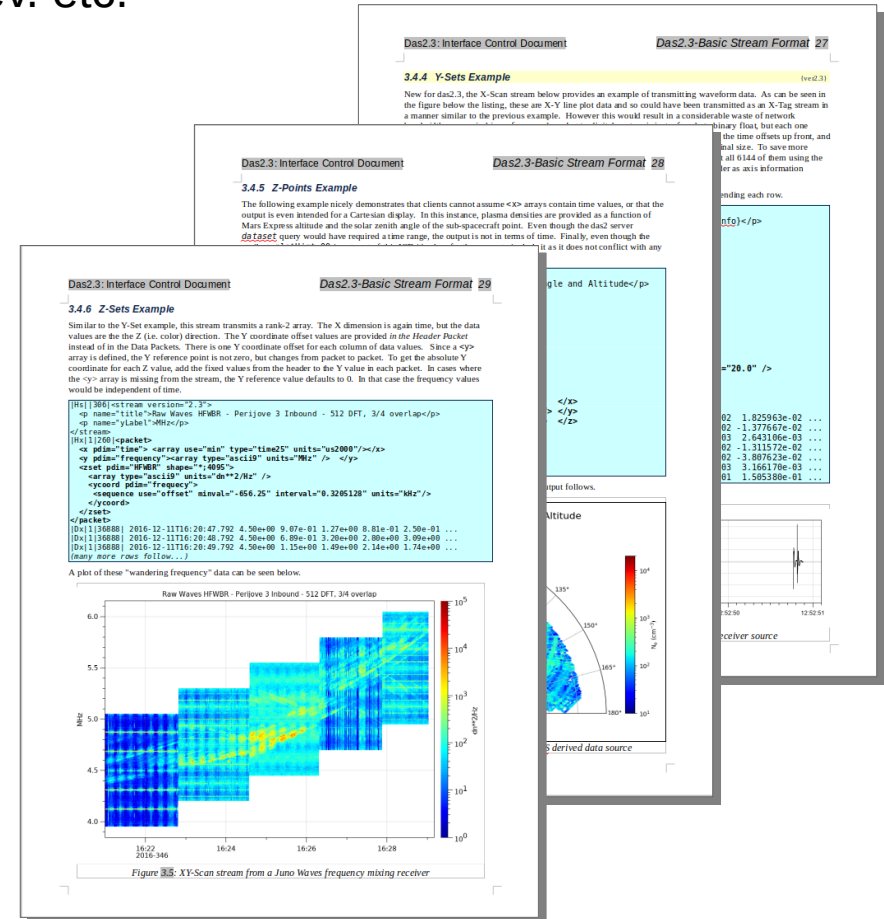 v. etc.
Das2.3: Interface Control Document Das2.3-Basic Stream Format 27
3.4.4 Y-Sets Example (ver2.3)
New for das2.3, the X-Scan stream below provides an example of transmitting waveform data. As can be seen in
the figure below the listing, these are X-Y line plot data and so could have been transmitted as an X-Tag stream in
a manner similar to the previous example. However this would result in a considerable waste of network
binary float, but each one
the time offsets up front, and
nal size. To save more
t all 6144 of them using the
er as axis information
ending each row.
nfo}</p>
="20.0" />
02 1.825963e-02 ...
02 -1.377667e-02 ...
03 2.643106e-03 ...
02 -1.311572e-02 ...
02 -3.807623e-02 ...
03 3.166170e-03 ...
01 1.505380e-01 ...
12:52:50 12:52:51
eceiver source
Das2.3: Interface Control Document Das2.3-Basic Stream Format 28
3.4.5 Z-Points Example
The following example nicely demonstrates that clients cannot assume <x> arrays contain time values, or that the
output is even intended for a Cartesian display. In this instance, plasma densities are provided as a function of
Mars Express altitude and the solar zenith angle of the sub-spacecraft point. Even though the das2 server
dataset query would have required a time range, the output is not in terms of time. Finally, even though the
it as it does not conflict with any
gle and Altitude</p>
</x>
> </y>
</z>
tput follows.
Altitude
135°
150°
165°
180°
10⁴
10³
10²
10¹
Nₑ (cm⁻³)
S derived data source
Das2.3: Interface Control Document Das2.3-Basic Stream Format 29
3.4.6 Z-Sets Example
Similar to the Y-Set example, this stream transmits a rank-2 array. The X dimension is again time, but the data
values are the the Z (i.e. color) direction. The Y coordinate offset values are provided in the Header Packet
instead of in the Data Packets. There is one Y coordinate offset for each column of data values. Since a <y>
array is defined, the Y reference point is not zero, but changes from packet to packet. To get the absolute Y
coordinate for each Z value, add the fixed values from the header to the Y value in each packet. In cases where
the <y> array is missing from the stream, the Y reference value defaults to 0. In that case the frequency values
would be independent of time.
|Hs||306|<stream version="2.3">
<p name="title">Raw Waves HFWBR - Perijove 3 Inbound - 512 DFT, 3/4 overlap</p>
<p name="yLabel">MHz</p>
</stream>
|Hx|1|260|<packet>
<x pdim="time"> <array use="min" type="time25" units="us2000"/></x>
<y pdim="frequency"><array type="ascii9" units="MHz" /> </y>
<zset pdim="HFWBR" shape="*;4095">
<array type="ascii9" units="dn**2/Hz" />
<ycoord pdim="frequecy">
<sequence use="offset" minval="-656.25" interval="0.3205128" units="kHz"/>
</ycoord>
</zset>
</packet>
|Dx|1|36888| 2016-12-11T16:20:47.792 4.50e+00 9.07e-01 1.27e+00 8.81e-01 2.50e-01 ...
|Dx|1|36888| 2016-12-11T16:20:48.792 4.50e+00 6.89e-01 3.20e+00 2.80e+00 3.09e+00 ...
|Dx|1|36888| 2016-12-11T16:20:49.792 4.50e+00 1.15e+00 1.49e+00 2.14e+00 1.74e+00 ...
(many more rows follow...)
A plot of these "wandering frequency" data can be seen below.
Raw Waves HFWBR - Perijove 3 Inbound - 512 DFT, 3/4 overlap
6.0
5.5
5.0
4.5
4.0
MHz
10⁵
10⁴
10³
10²
10¹
10⁰
dn**2/Hz
16:22 16:24 16:26 16:28
2016-346
Figure 3.5: XY-Scan stream from a Juno Waves frequency mixing receiver